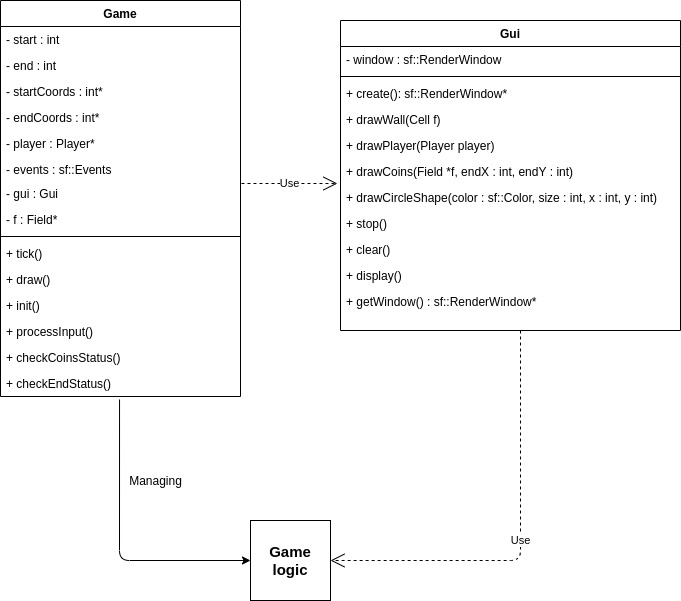 Game
- start : int
- end : int
- startCoords : int*
- endCoords : int*
- player : Player*
- events : sf::Events
- gui : Gui
- f : Field*
+ tick()
+ draw()
+ init()
+ processInput()
+ checkCoinsStatus()
+ checkEndStatus()
Use
Gui
- window : sf::RenderWindow
+ create(): sf::RenderWindow*
+ drawWall(Cell f)
+ drawPlayer(Player player)
+ drawCoins(Field *f, endX : int, endY : int)
+ drawCircleShape(color : sf::Color, size : int, x : int, y : int)
+ stop()
+ clear()
+ display()
+ getWindow() : sf::RenderWindow*
Managing
Use
Game
logic